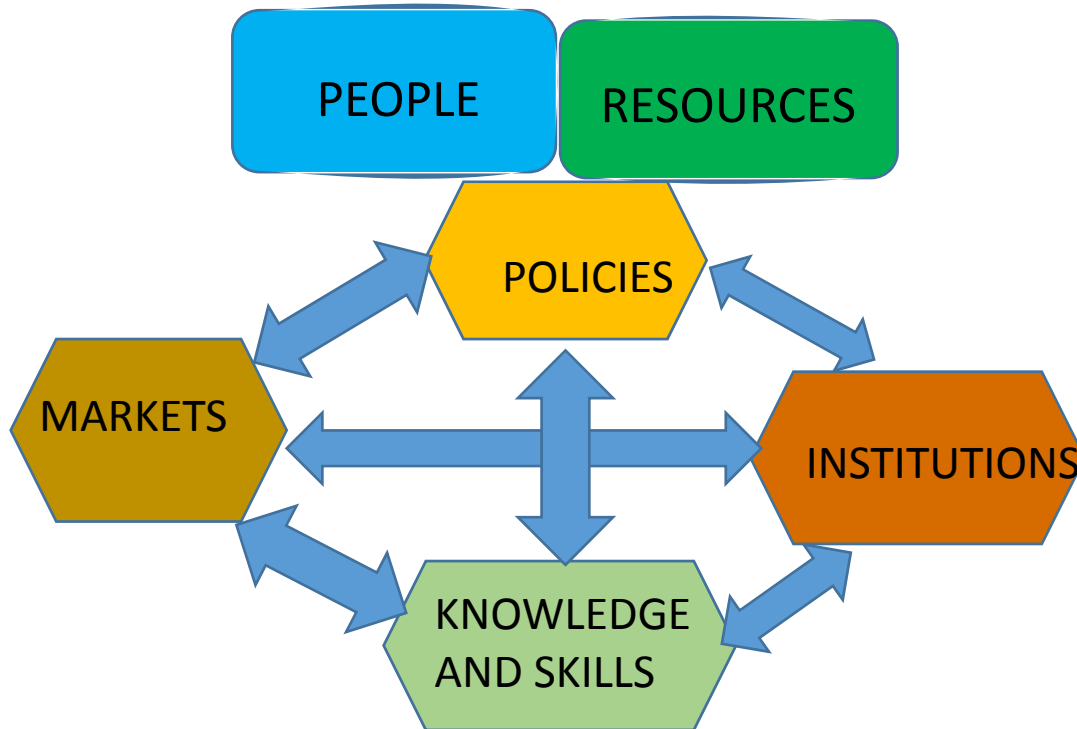 PEOPLE
RESOURCES
POLICIES
MARKETS
INSTITUTIONS
KNOWLEDGE
AND SKILLS